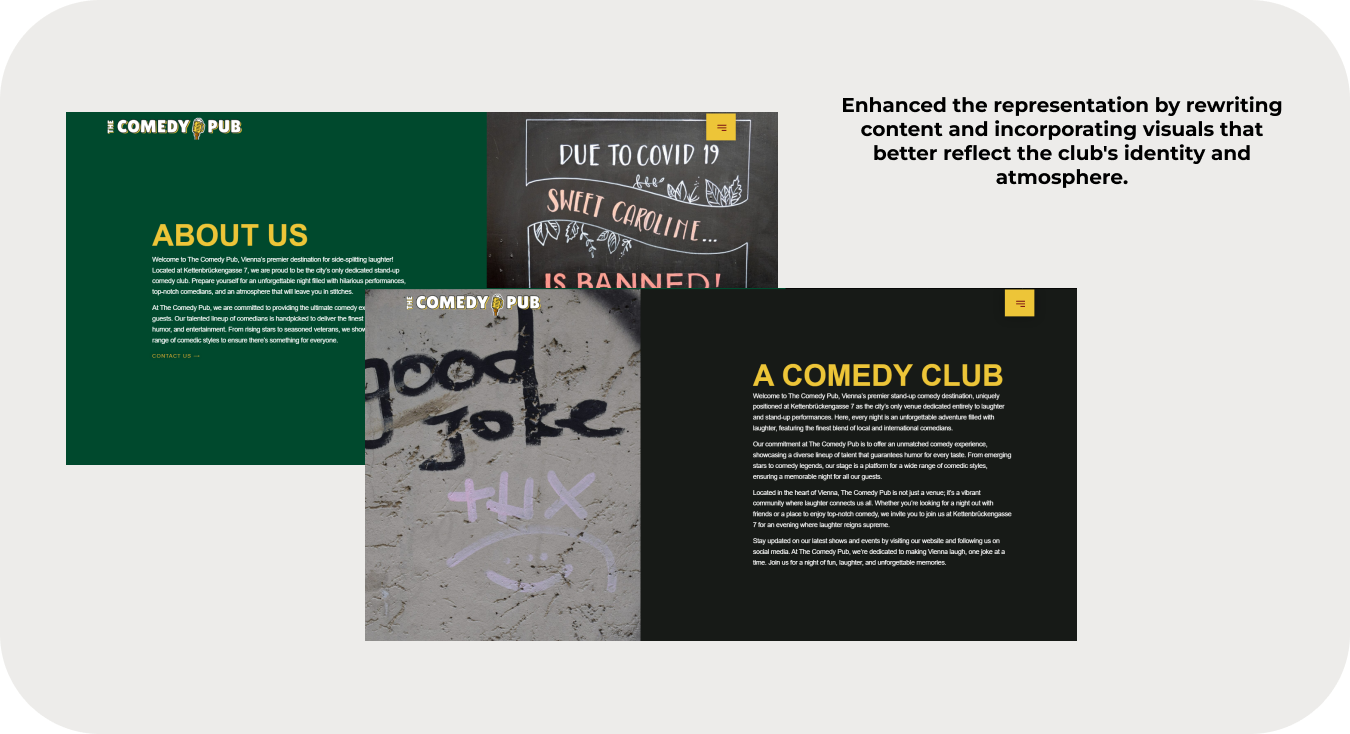 Enhanced the representation by rewriting
content and incorporating visuals that
better reflect the club's identity and
atmosphere.
THE COMEDY PUB
DUE TO COVID 19
SWEET CAROLINE...
IS BANNED!
ABOUT US
Welcome to The Comedy Pub, Vienna's premier destination for side-splitting laughter!
Located at Kettenbrückengasse 7, we are proud to be the city's only dedicated stand-up
comedy club. Prepare yourself for an unforgettable night filled with hilarious performances,
top-notch comedians, and an atmosphere that will leave you in stitches.
At The Comedy Pub, we are committed to providing the ultimate comedy
guests. Our talented lineup of comedians is handpicked to deliver the finest
humor, and entertainment. From rising stars to seasoned veterans, we
range of comedic styles to ensure there's something for everyone.
CONTACT US →
THE COMEDY PUB
good
joke
thx
A COMEDY CLUB
Welcome to The Comedy Pub, Vienna's premier stand-up comedy destination, uniquely
positioned at Kettenbrückengasse 7 as the city's only venue dedicated entirely to laughter
and stand-up performances. Here, every night is an unforgettable adventure filled with
laughter, featuring the finest blend of local and international comedians.
Our commitment at The Comedy Pub is to offer an unmatched comedy experience,
showcasing a diverse lineup of talent that guarantees humor for every taste. From emerging
stars to comedy legends, our stage is a platform for a wide range of comedic styles,
ensuring a memorable night for all our guests.
Located in the heart of Vienna, The Comedy Pub is not just a venue; it's a vibrant
community where laughter connects us all. Whether you're looking for a night out with
friends or a place to enjoy top-notch comedy, we invite you to join us at Kettenbrückengasse
7 for an evening where laughter reigns supreme.
Stay updated on our latest shows and events by visiting our website and following us on
social media. At The Comedy Pub, we're dedicated to making Vienna laugh, one joke at a
time. Join us for a night of fun, laughter, and unforgettable memories.